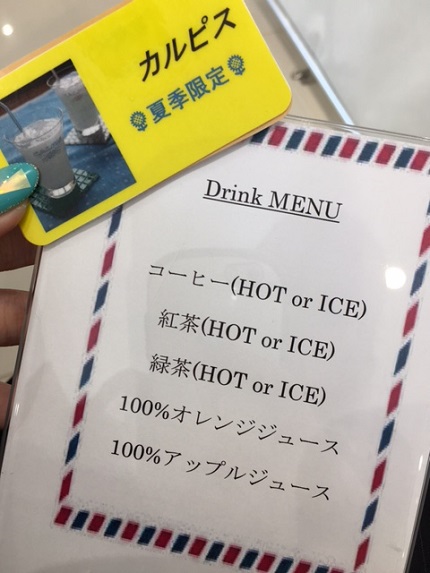 カルピス
夏季限定
Drink MENU
コーヒー(HOT or ICE)
紅茶(HOT or ICE)
緑茶(HOT or ICE)
100%オレンジジュース
100%アップルジュース